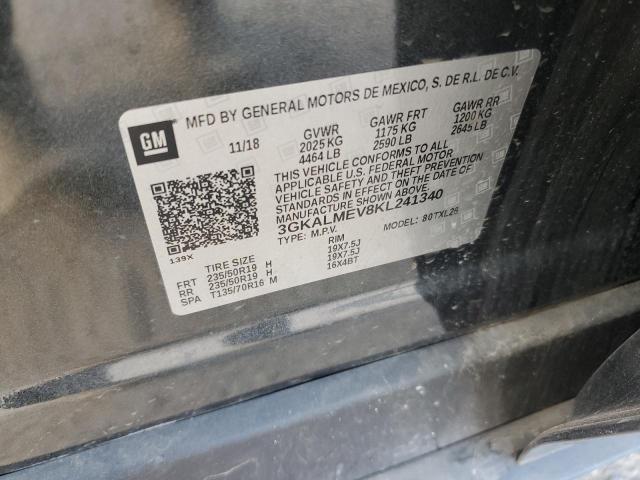 MFD BY GENERAL MOTORS DE MEXICO, S. DE R.L. DE C.V.
GM
11/18 GVWR GAWR FRT GAWR RR
2025 KG 1175 KG 1200 KG
4464 LB 2590 LB 2645 LB
THIS VEHICLE CONFORMS TO ALL
APPLICABLE U.S. FEDERAL MOTOR
VEHICLE SAFETY AND THEFT PREVENTION
STANDARDS IN EFFECT ON THE DATE OF
MANUFACTURE SHOWN ABOVE.
3GKALMEV8KL241340
TYPE: M.P.V. MODEL: 80TXL26
139X
TIRE SIZE RIM
FRT 235/50R19 H 19X7.5J
RR 235/50R19 H 19X7.5J
SPA T135/70R16 M 16X4BT